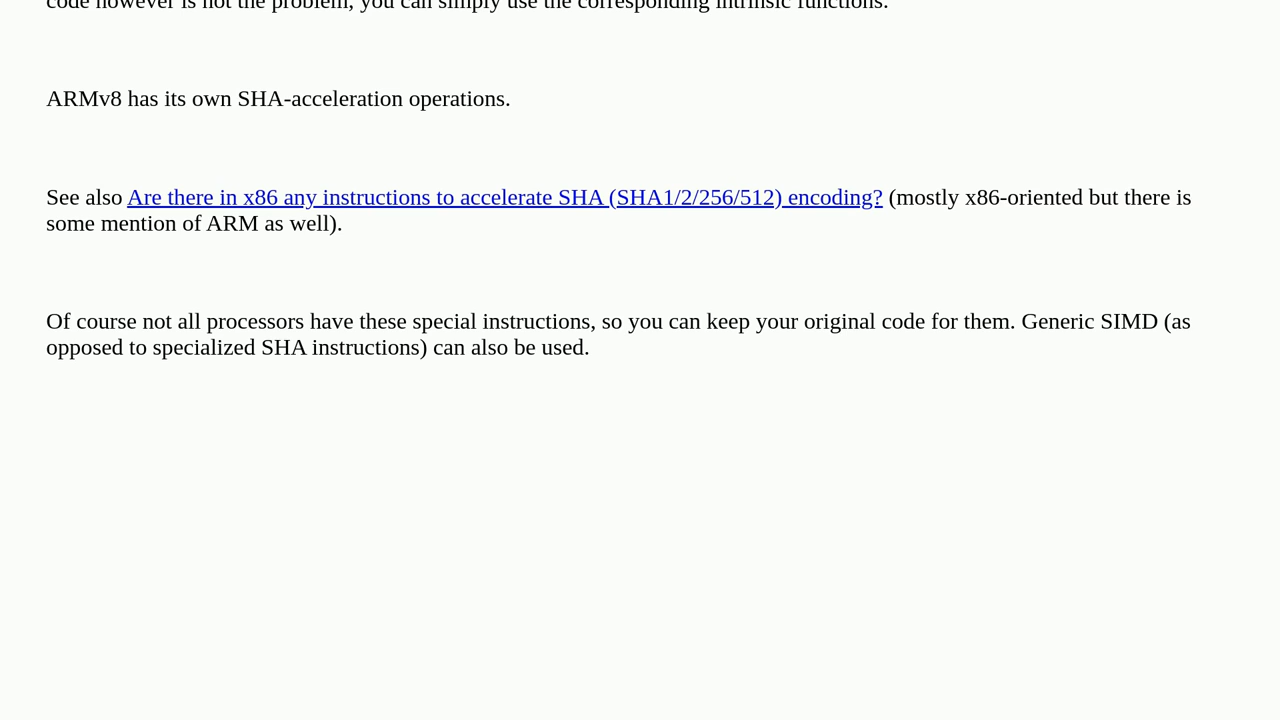 code however is not the problem, you can simply use the corresponding intrinsic functions.
ARMv8 has its own SHA-acceleration operations.
See also Are there in x86 any instructions to accelerate SHA (SHA1/2/256/512) encoding? (mostly x86-oriented but there is
some mention of ARM as well).
Of course not all processors have these special instructions, so you can keep your original code for them. Generic SIMD (as
opposed to specialized SHA instructions) can also be used.